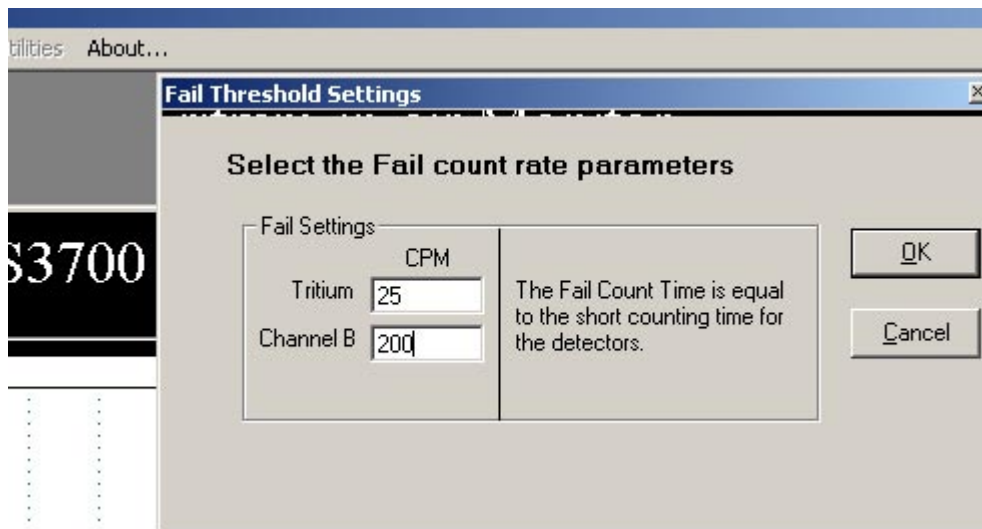 tilities About...
Fail Threshold Settings
Select the Fail count rate parameters
Fail Settings
CPM
Tritium 25
Channel B 200
The Fail Count Time is equal
to the short counting time for
the detectors.
OK
Cancel
S3700